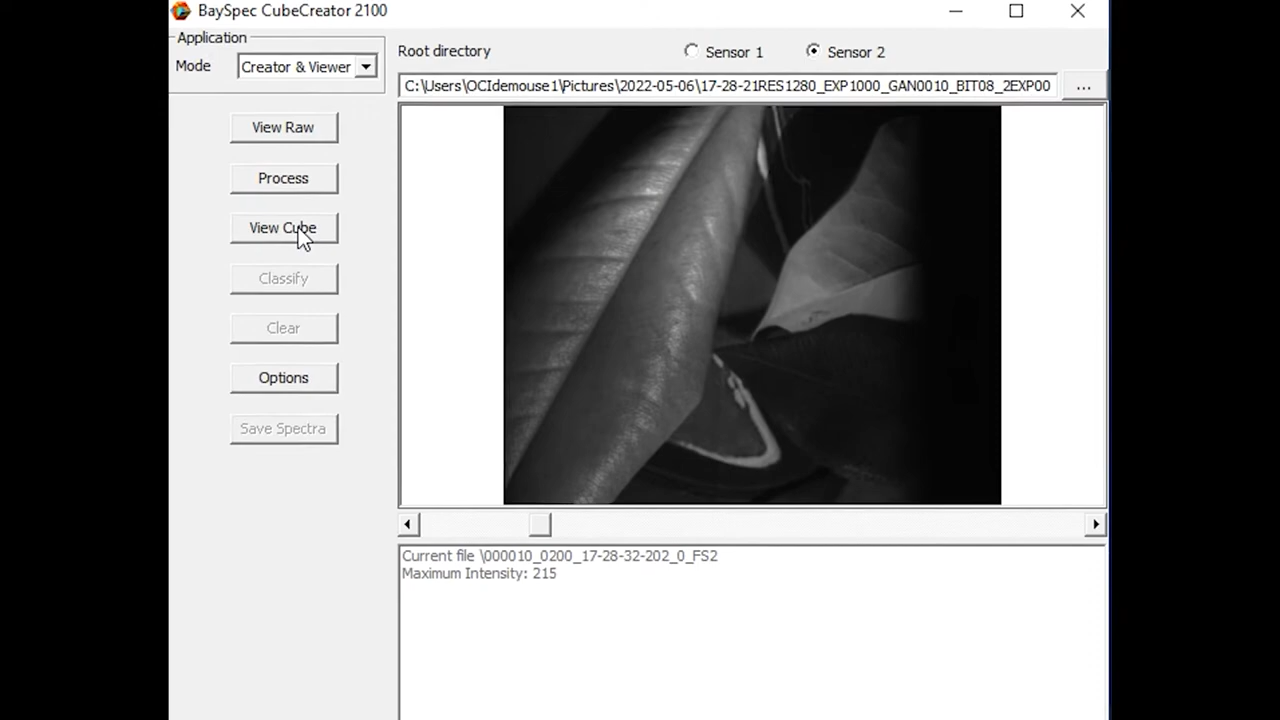 BaySpec CubeCreator 2100
Application
Mode
Creator & Viewer
Root directory
Sensor 1
Sensor 2
C:\Users\OCIdemouse1\Pictures\2022-05-06\17-28-21RES1280_EXP1000_GAN0010_BIT08_2EXP00
...
View Raw
Process
View Cube
Classify
Clear
Options
Save Spectra
Current file \000010_0200_17-28-32-202_0_FS2
Maximum Intensity: 215